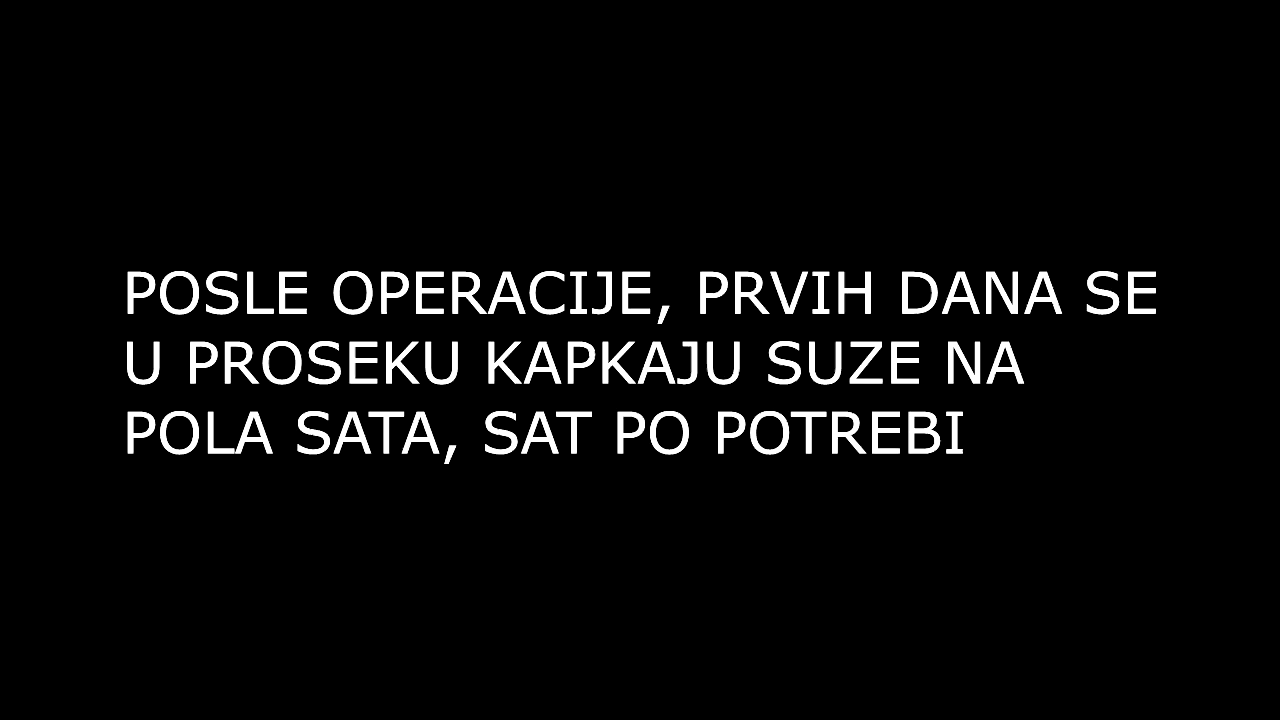 POSLE OPERACIJE, PRVIH DANA SE
U PROSEKU KAPKAJU SUZE NA
POLA SATA, SAT PO POTREBI